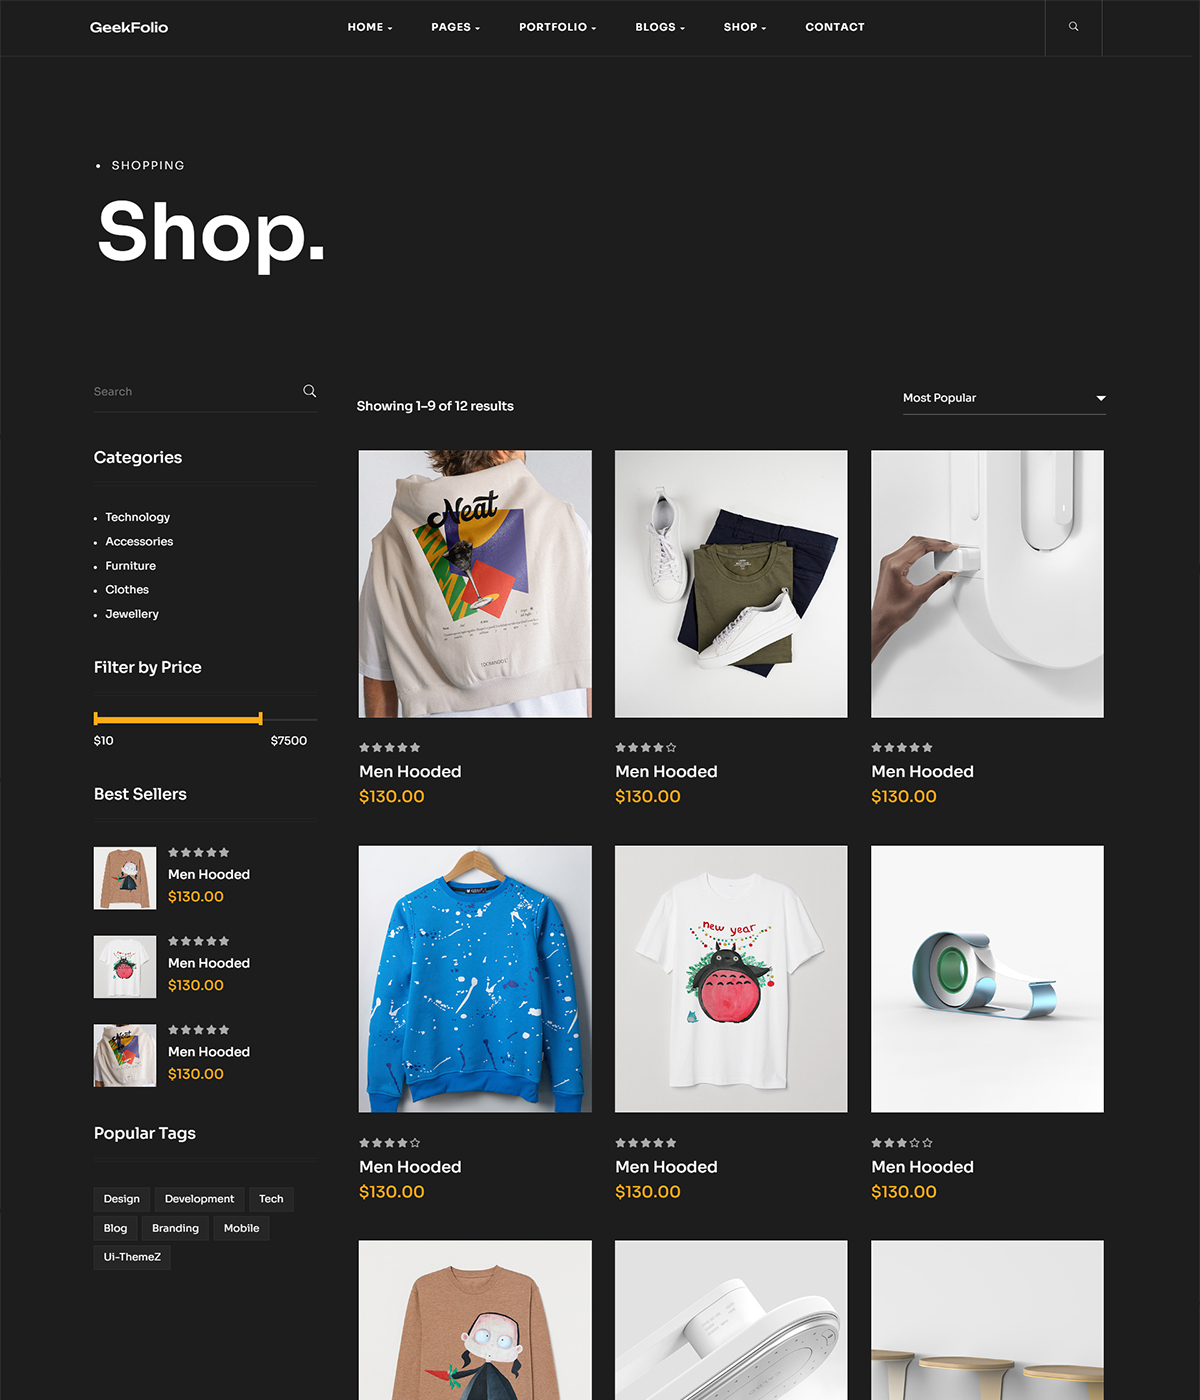 GeekFolio
HOME
PAGES
PORTFOLIO
BLOGS
SHOP
CONTACT
SHOPPING
Shop.
Search
Showing 1–9 of 12 results
Most Popular
Categories
Technology
Accessories
Furniture
Clothes
Jewellery
Filter by Price
$10
$7500
Best Sellers
Men Hooded
$130.00
Men Hooded
$130.00
Men Hooded
$130.00
Popular Tags
Design
Development
Tech
Blog
Branding
Mobile
Ui-ThemeZ
Neat
Men Hooded
$130.00
Men Hooded
$130.00
Men Hooded
$130.00
new year
Men Hooded
$130.00
Men Hooded
$130.00
Men Hooded
$130.00